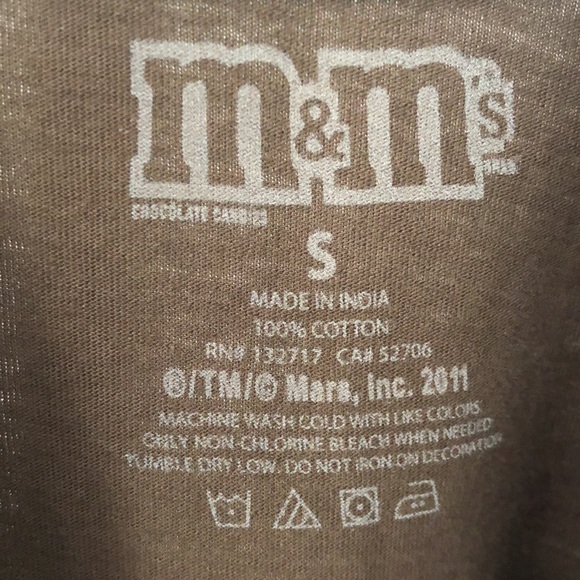 m&m's
BRAND
CHOCOLATE CANDIES
S
MADE IN INDIA
100% COTTON
RN# 132717 CA# 52706
®/TM/© Mars, Inc. 2011
MACHINE WASH COLD WITH LIKE COLORS.
ONLY NON-CHLORINE BLEACH WHEN NEEDED
TUMBLE DRY LOW. DO NOT IRON ON DECORATION